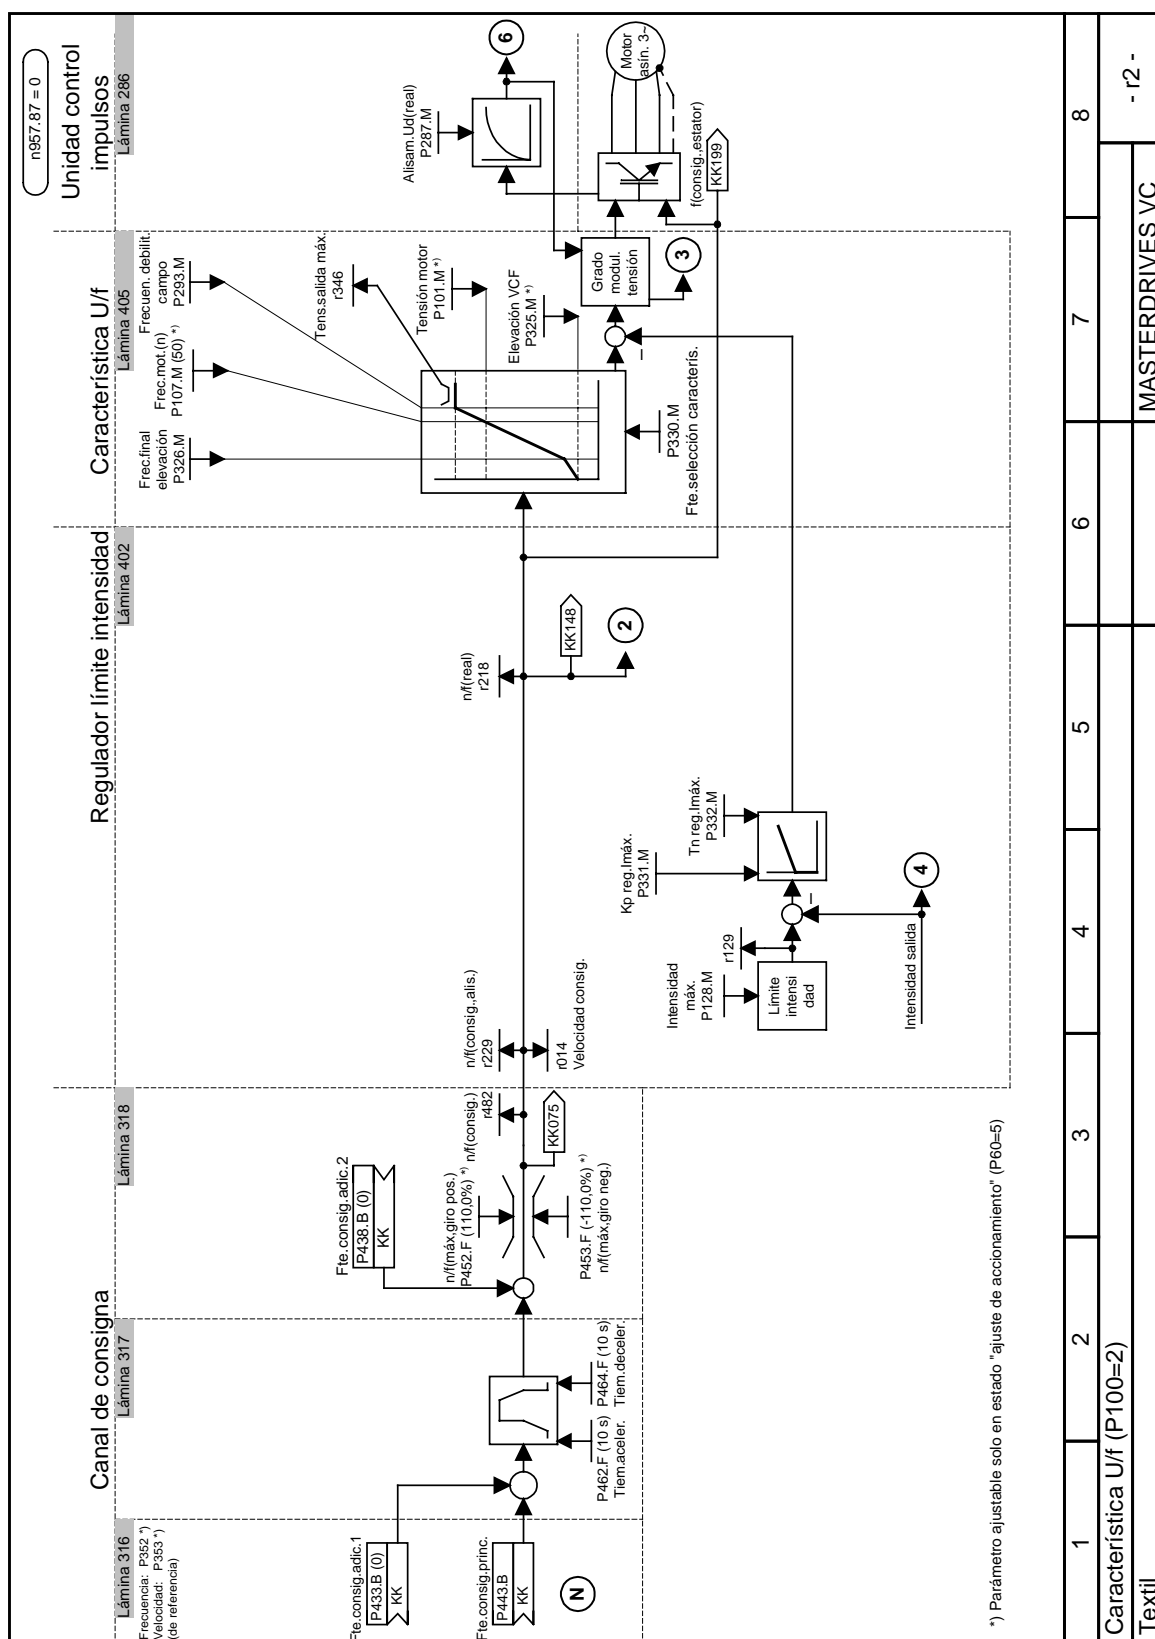 n957.87 = 0
Canal de consigna
Regulador límite intensidad
Característica U/f
Unidad control
impulsos
Lámina 316
Lámina 317
Lámina 318
Lámina 402
Lámina 405
Lámina 286
Frecuencia: P352 *)
Velocidad: P353 *)
(de referencia)
Fte.consig.adic.1
P433.B (0)
KK
Fte.consig.princ.
P443.B
KK
N
P462.F (10 s)
Tiem.aceler.
P464.F (10 s)
Tiem.deceler.
Fte.consig.adic.2
P438.B (0)
KK
n/f(máx,giro pos.)
P452.F (110,0%) *)
P453.F (-110,0%) *)
n/f(máx,giro neg.)
n/f(consig.)
r482
KK075
n/f(consig.,alis.)
r229
r014
Velocidad consig.
n/f(real)
r218
KK148
2
Intensidad
máx.
P128.M
Límite
intensi
dad
r129
Intensidad salida
4
–
Kp reg.Imáx.
P331.M
Tn reg.Imáx.
P332.M
Frec.final
elevación
P326.M
Frec.mot.(n)
P107.M (50) *)
Frecuen. debilit.
campo
P293.M
Tens.salida máx.
r346
Tensión motor
P101.M *)
Elevación VCF
P325.M *)
P330.M
Fte.selección caracterís.
–
Grado
modul.
tensión
3
Alisam.Ud(real)
P287.M
6
Motor
asín. 3~
f(consig.,estator)
KK199
*) Parámetro ajustable solo en estado "ajuste de accionamiento" (P60=5)
1
2
3
4
5
6
7
8
Característica U/f (P100=2)
- r2 -
Textil
MASTERDRIVES VC